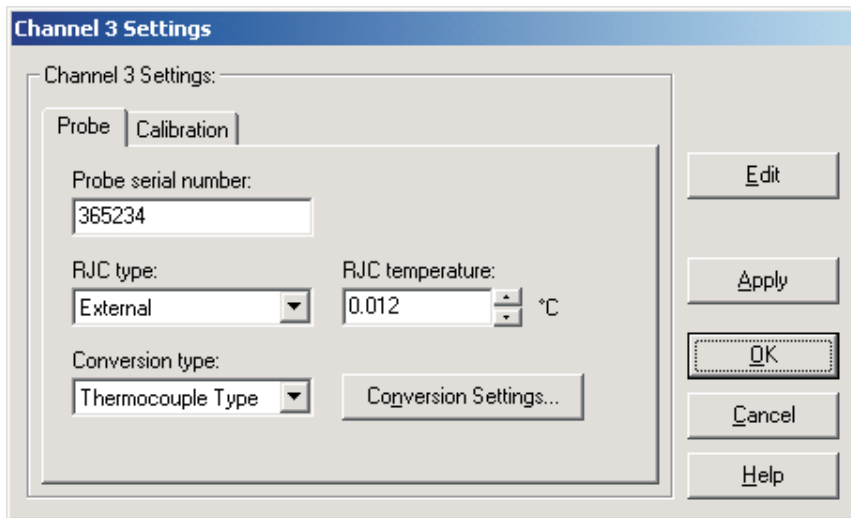 Channel 3 Settings
Channel 3 Settings:
Probe Calibration
Probe serial number:
365234
RJC type: RJC temperature:
External 0.012 °C
Conversion type:
Thermocouple Type Conversion Settings...
Edit
Apply
OK
Cancel
Help